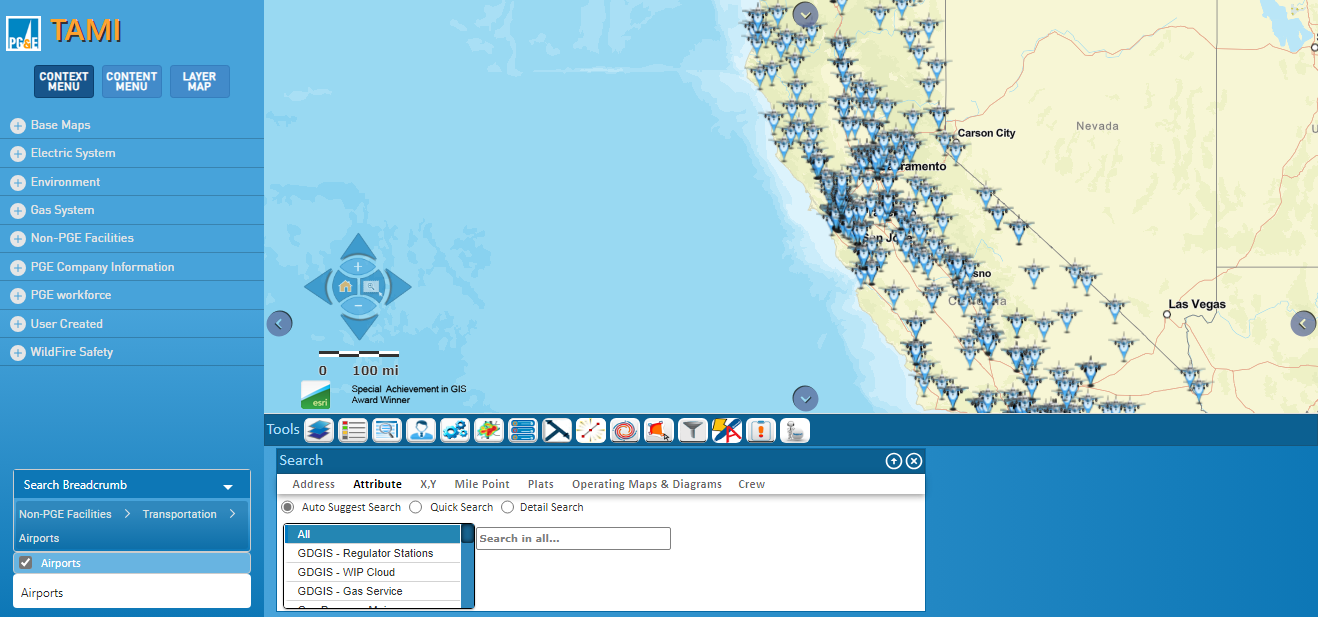 PG&E
TAMI
CONTEXT MENU
CONTENT MENU
LAYER MAP
Base Maps
Electric System
Environment
Gas System
Non-PGE Facilities
PGE Company Information
PGE workforce
User Created
WildFire Safety
Search Breadcrumb
Non-PGE Facilities > Transportation >
Airports
Airports
Airports
Carson City
Nevada
San Jo
Las Vegas
0 100 mi
esri
Special Achievement in GIS
Award Winner
Tools
Search
Address Attribute X,Y Mile Point Plats Operating Maps & Diagrams Crew
Auto Suggest Search Quick Search Detail Search
All
Search in all...
GDGIS - Regulator Stations
GDGIS - WIP Cloud
GDGIS - Gas Service